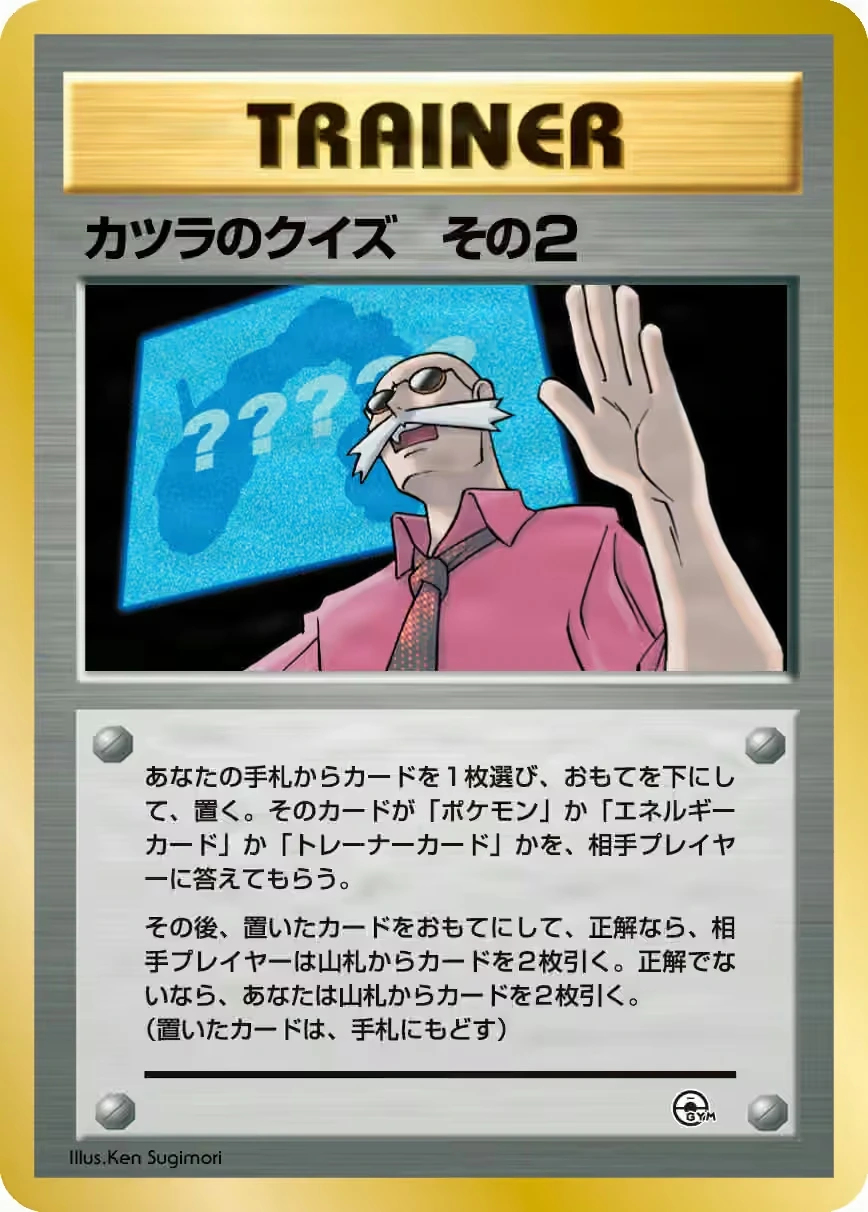 TRAINER
カツラのクイズ　その2
? ? ? ? ?
あなたの手札からカードを1枚選び、おもてを下にし
て、置く。そのカードが「ポケモン」か「エネルギー
カード」か「トレーナーカード」かを、相手プレイヤ
ーに答えてもらう。
その後、置いたカードをおもてにして、正解なら、相
手プレイヤーは山札からカードを2枚引く。正解でな
いなら、あなたは山札からカードを2枚引く。
（置いたカードは、手札にもどす）
GYM
Illus.Ken Sugimori